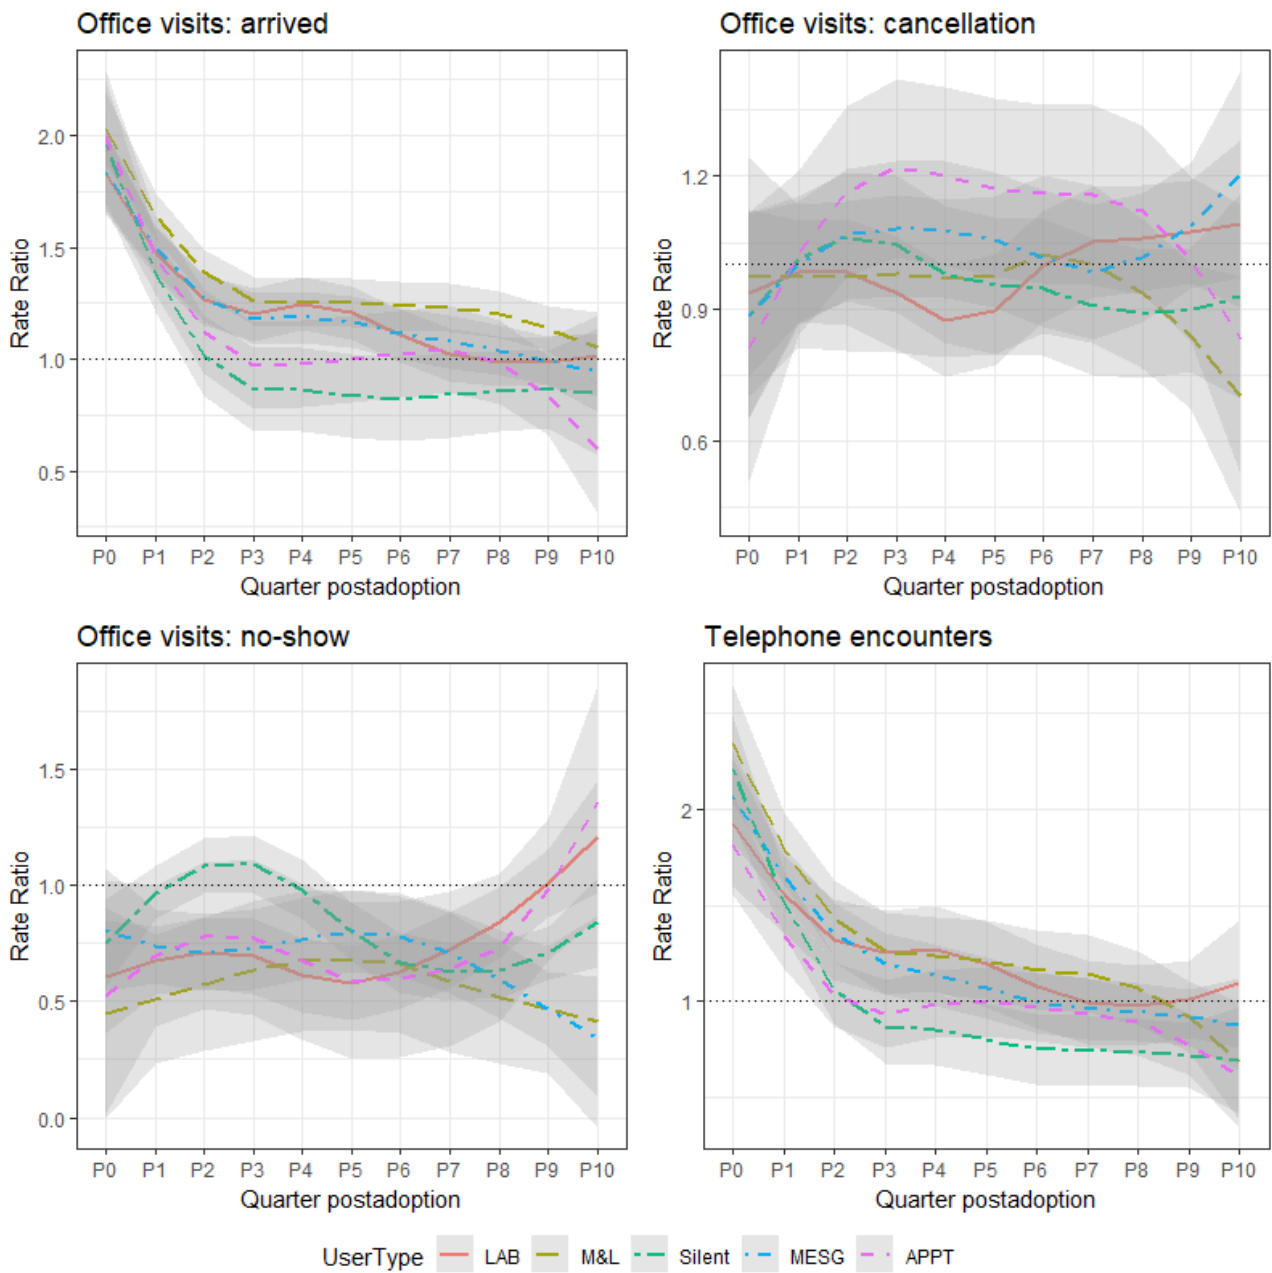 Office visits: arrived
Rate Ratio
2.0
1.5
1.0
0.5
P0 P1 P2 P3 P4 P5 P6 P7 P8 P9 P10
Quarter postadoption
Office visits: cancellation
Rate Ratio
1.2
0.9
0.6
P0 P1 P2 P3 P4 P5 P6 P7 P8 P9 P10
Quarter postadoption
Office visits: no-show
Rate Ratio
1.5
1.0
0.5
0.0
P0 P1 P2 P3 P4 P5 P6 P7 P8 P9 P10
Quarter postadoption
Telephone encounters
Rate Ratio
2
1
P0 P1 P2 P3 P4 P5 P6 P7 P8 P9 P10
Quarter postadoption
UserType LAB M&L Silent MESG APPT